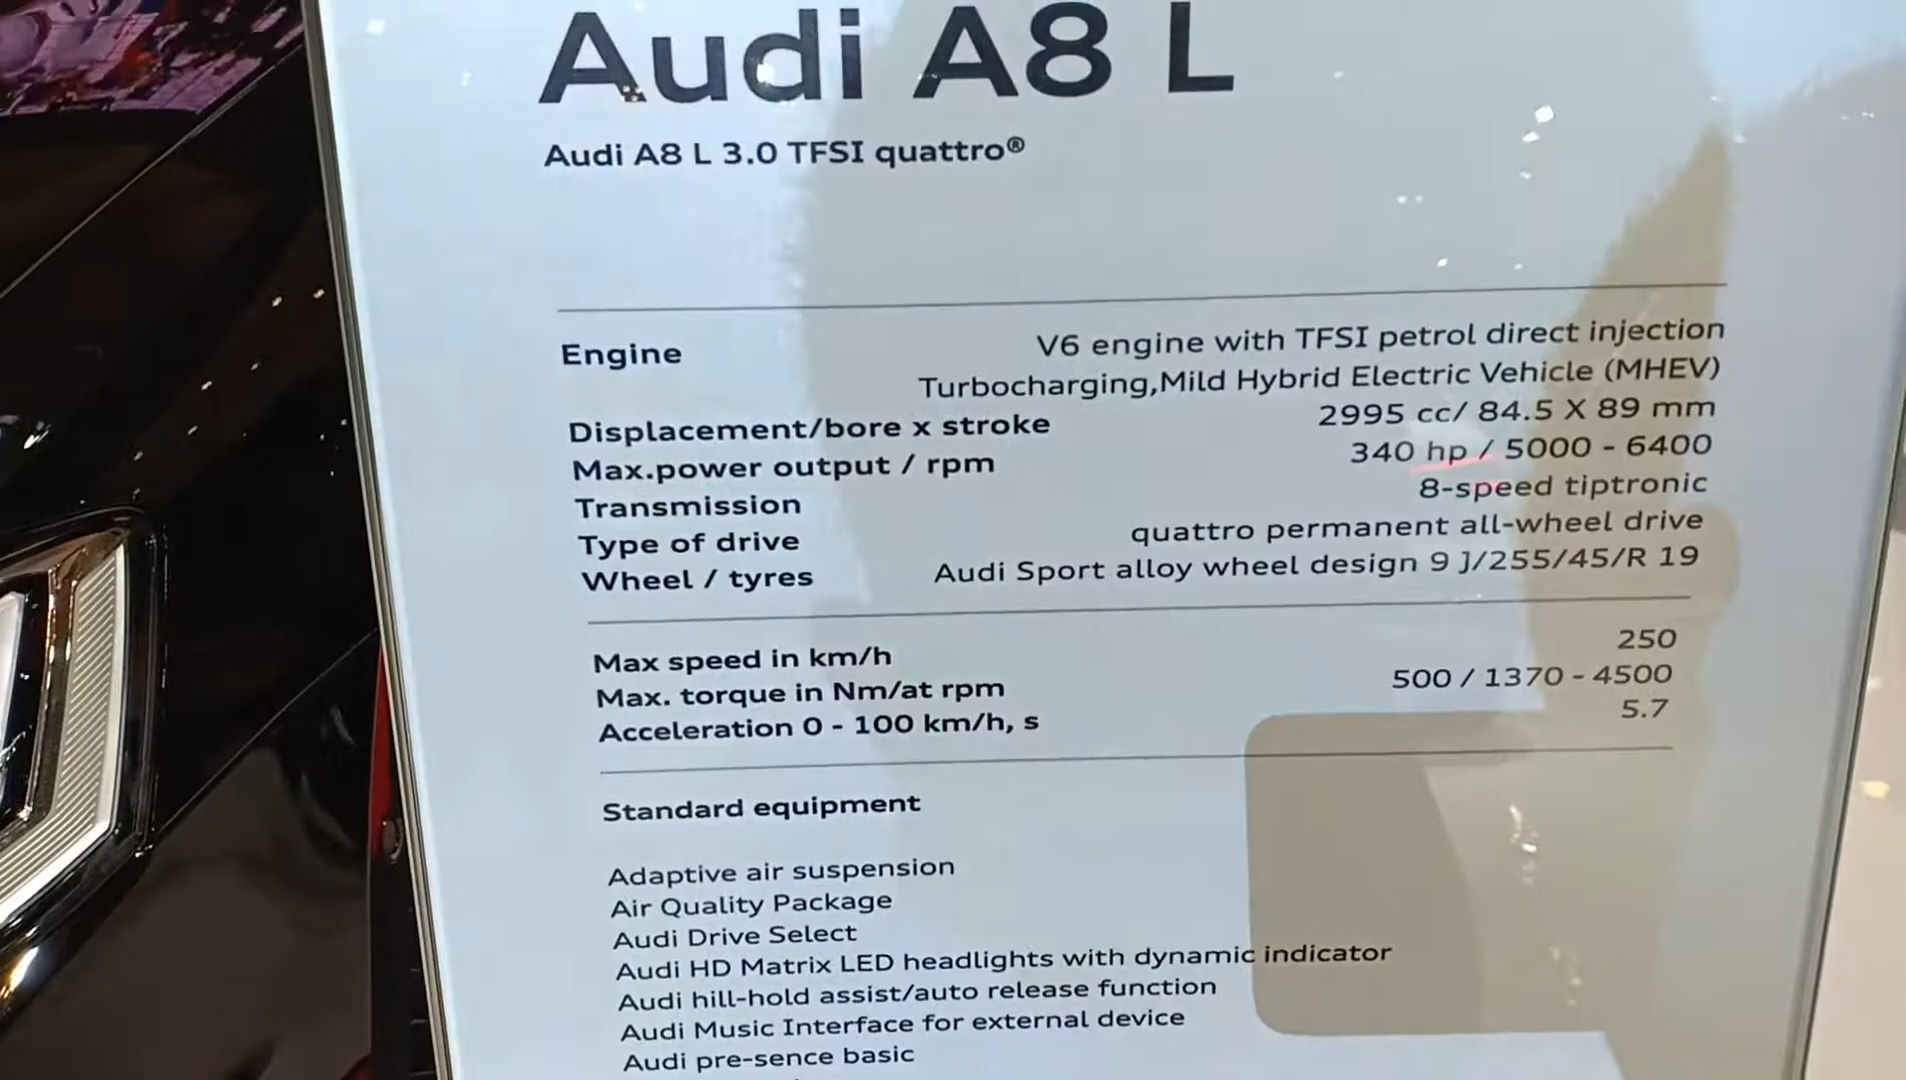 Audi A8 L
Audi A8 L 3.0 TFSI quattro®
Engine V6 engine with TFSI petrol direct injection
Turbocharging,Mild Hybrid Electric Vehicle (MHEV)
Displacement/bore x stroke 2995 cc/ 84.5 X 89 mm
Max.power output / rpm 340 hp / 5000 - 6400
Transmission 8-speed tiptronic
Type of drive quattro permanent all-wheel drive
Wheel / tyres Audi Sport alloy wheel design 9 J/255/45/R 19
Max speed in km/h 250
Max. torque in Nm/at rpm 500 / 1370 - 4500
Acceleration 0 - 100 km/h, s 5.7
Standard equipment
Adaptive air suspension
Air Quality Package
Audi Drive Select
Audi HD Matrix LED headlights with dynamic indicator
Audi hill-hold assist/auto release function
Audi Music Interface for external device
Audi pre-sence basic